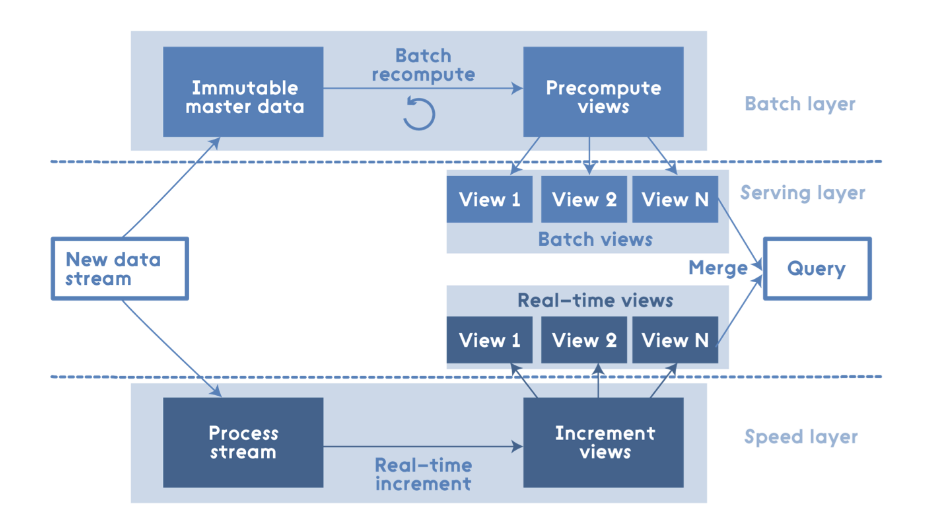 Batch
recompute
Immutable
master data
Precompute
views
Batch layer
View 1
View 2
View N
Serving layer
Batch views
New data
stream
Merge
Query
Real-time views
View 1
View 2
View N
Process
stream
Increment
views
Speed layer
Real-time
increment